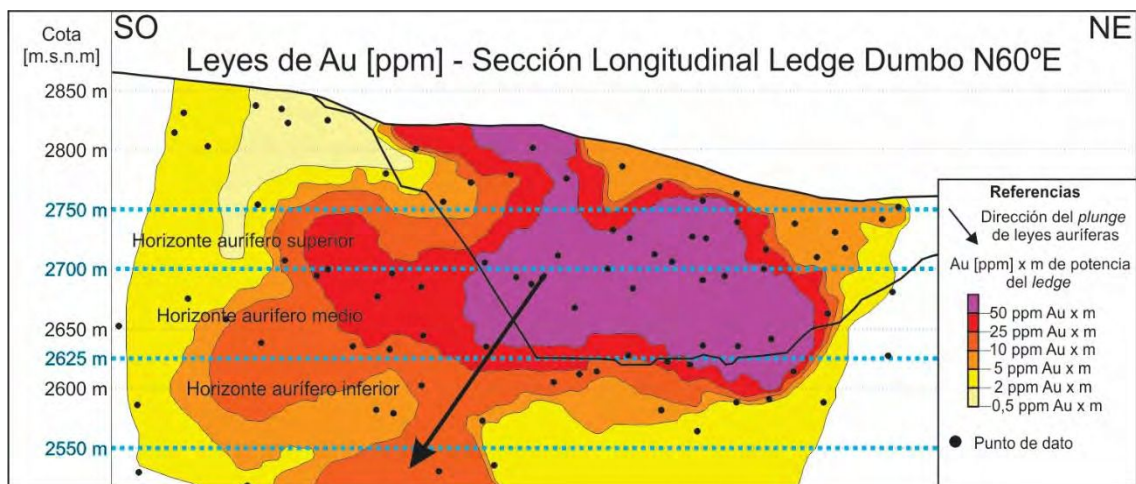 Cota
[m.s.n.m]
SO
NE
Leyes de Au [ppm] - Sección Longitudinal Ledge Dumbo N60ºE
2850 m
2800 m
2750 m
2700 m
2650 m
2625 m
2600 m
2550 m
Horizonte aurífero superior
Horizonte aurífero medio
Horizonte aurífero inferior
Referencias
Dirección del plunge
de leyes auríferas
Au [ppm] x m de potencia
del ledge
50 ppm Au x m
25 ppm Au x m
10 ppm Au x m
5 ppm Au x m
2 ppm Au x m
0,5 ppm Au x m
Punto de dato